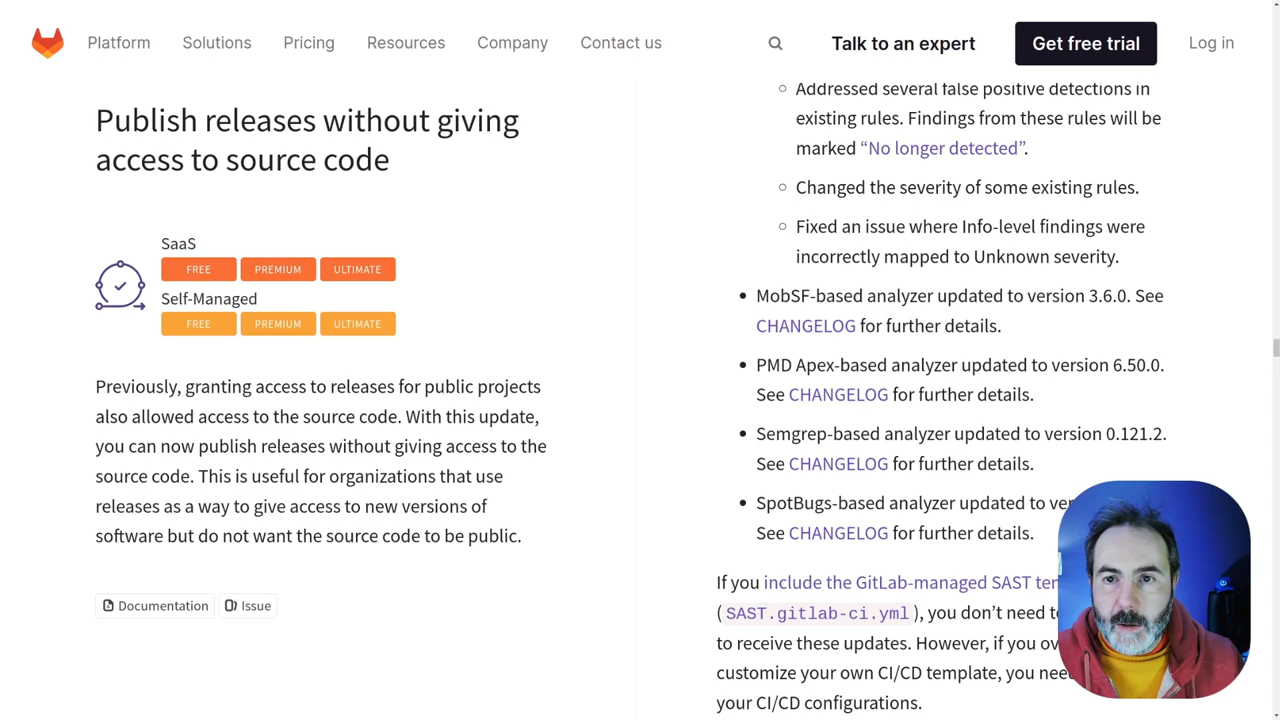 Platform
Solutions
Pricing
Resources
Company
Contact us
Talk to an expert
Get free trial
Log in
Publish releases without giving
access to source code
SaaS
FREE
PREMIUM
ULTIMATE
Self-Managed
FREE
PREMIUM
ULTIMATE
Previously, granting access to releases for public projects
also allowed access to the source code. With this update,
you can now publish releases without giving access to the
source code. This is useful for organizations that use
releases as a way to give access to new versions of
software but do not want the source code to be public.
Documentation
Issue
Addressed several false positive detections in
existing rules. Findings from these rules will be
marked “No longer detected”.
Changed the severity of some existing rules.
Fixed an issue where Info-level findings were
incorrectly mapped to Unknown severity.
MobSF-based analyzer updated to version 3.6.0. See
CHANGELOG for further details.
PMD Apex-based analyzer updated to version 6.50.0.
See CHANGELOG for further details.
Semgrep-based analyzer updated to version 0.121.2.
See CHANGELOG for further details.
SpotBugs-based analyzer updated to
See CHANGELOG for further details.
If you include the GitLab-managed SAST
(SAST.gitlab-ci.yml), you don’t need
to receive these updates. However, if you
customize your own CI/CD template, you
your CI/CD configurations.